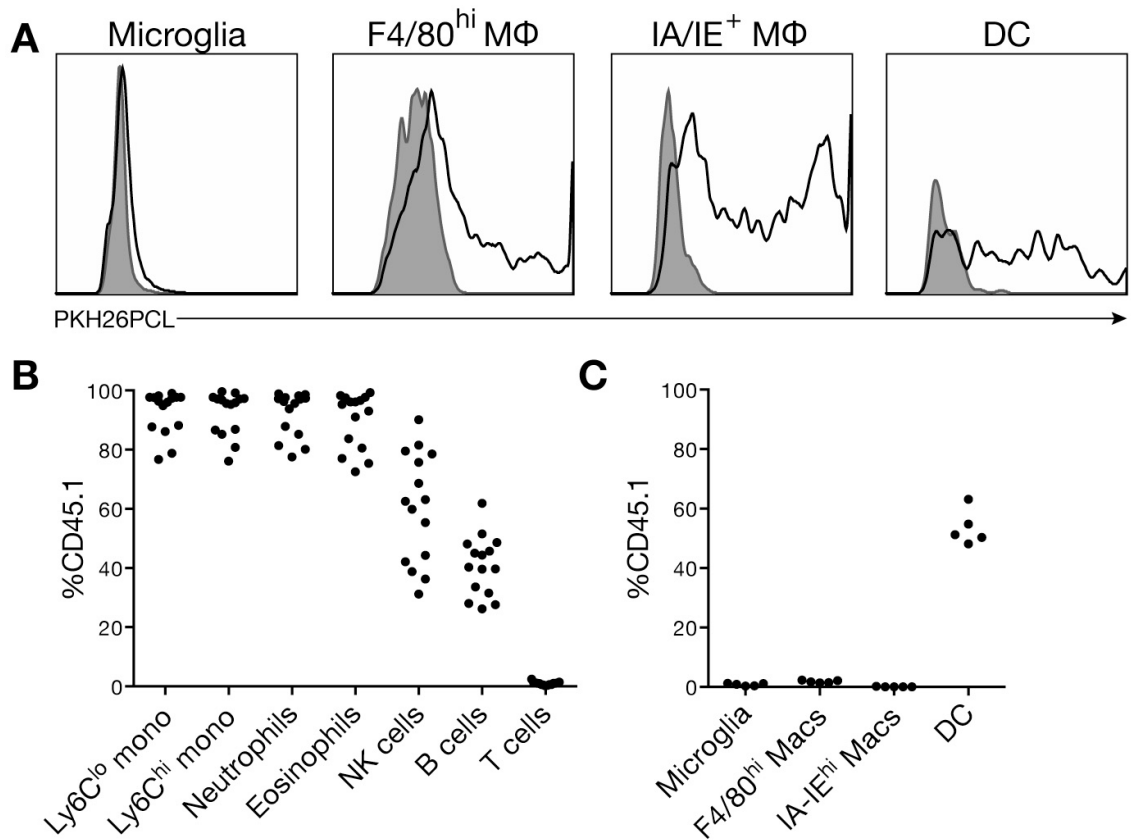 A
Microglia
F4/80hi MΦ
IA/IE+ MΦ
DC
PKH26PCL
B
%CD45.1
100
80
60
40
20
0
Ly6Clo mono
Ly6Chi mono
Neutrophils
Eosinophils
NK cells
B cells
T cells
C
%CD45.1
100
80
60
40
20
0
Microglia
F4/80hi Macs
IA-IEhi Macs
DC